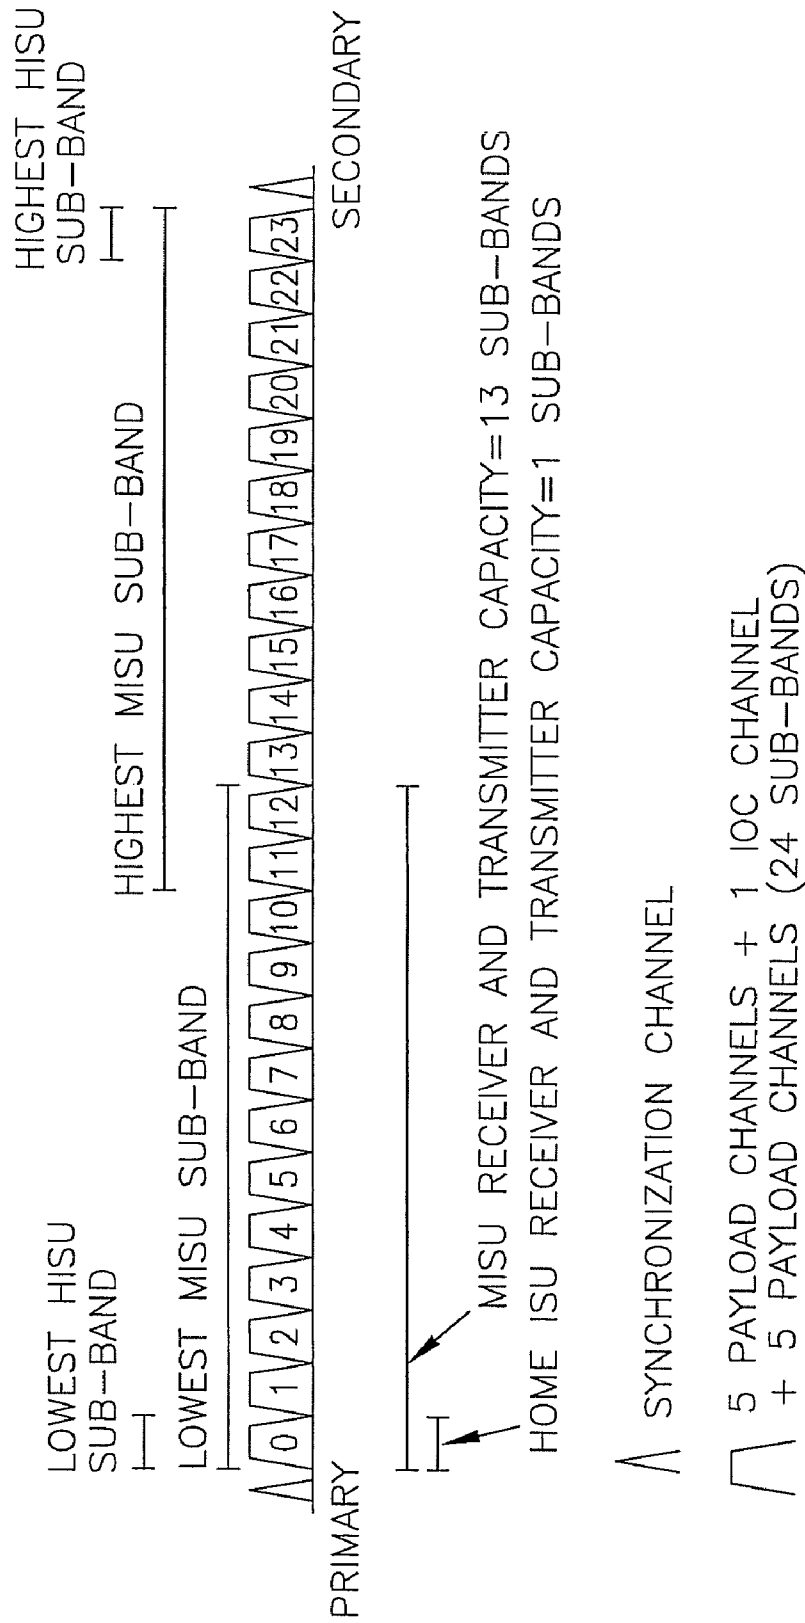 HIGHEST HISU
SUB-BAND
HIGHEST MISU SUB-BAND
LOWEST HISU
SUB-BAND
LOWEST MISU SUB-BAND
0 1 2 3 4 5 6 7 8 9 10 11 12 13 14 15 16 17 18 19 20 21 22 23
PRIMARY
SECONDARY
MISU RECEIVER AND TRANSMITTER CAPACITY=13 SUB-BANDS
HOME ISU RECEIVER AND TRANSMITTER CAPACITY=1 SUB-BANDS
SYNCHRONIZATION CHANNEL
5 PAYLOAD CHANNELS + 1 IOC CHANNEL
+ 5 PAYLOAD CHANNELS (24 SUB-BANDS)